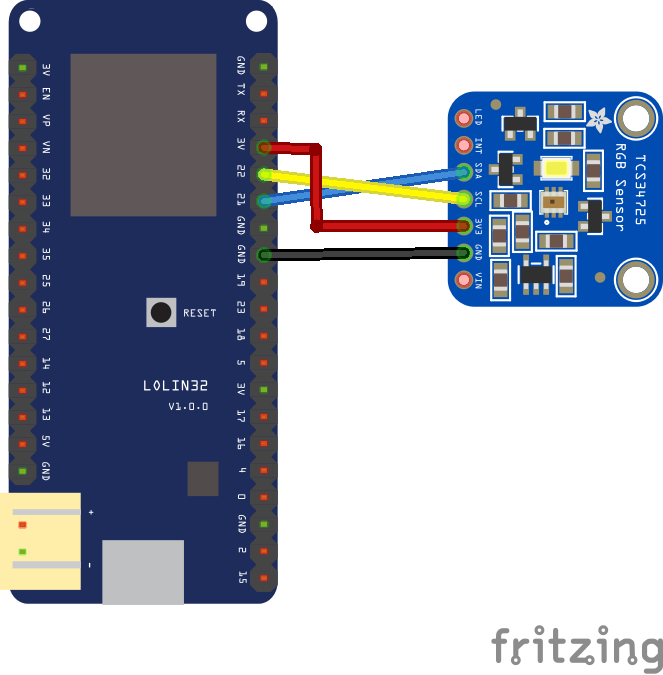 3V
EN
VP
VN
32
33
34
35
25
26
27
14
12
13
5V
GND
+
-
GND
TX
RX
3V
22
21
GND
GND
19
23
18
5
3V
17
16
4
0
GND
2
15
RESET
LOLIN32
V1.0.0
LED
INT
SDA
SCL
3V3
GND
VIN
TCS34725
RGB Sensor
fritzing